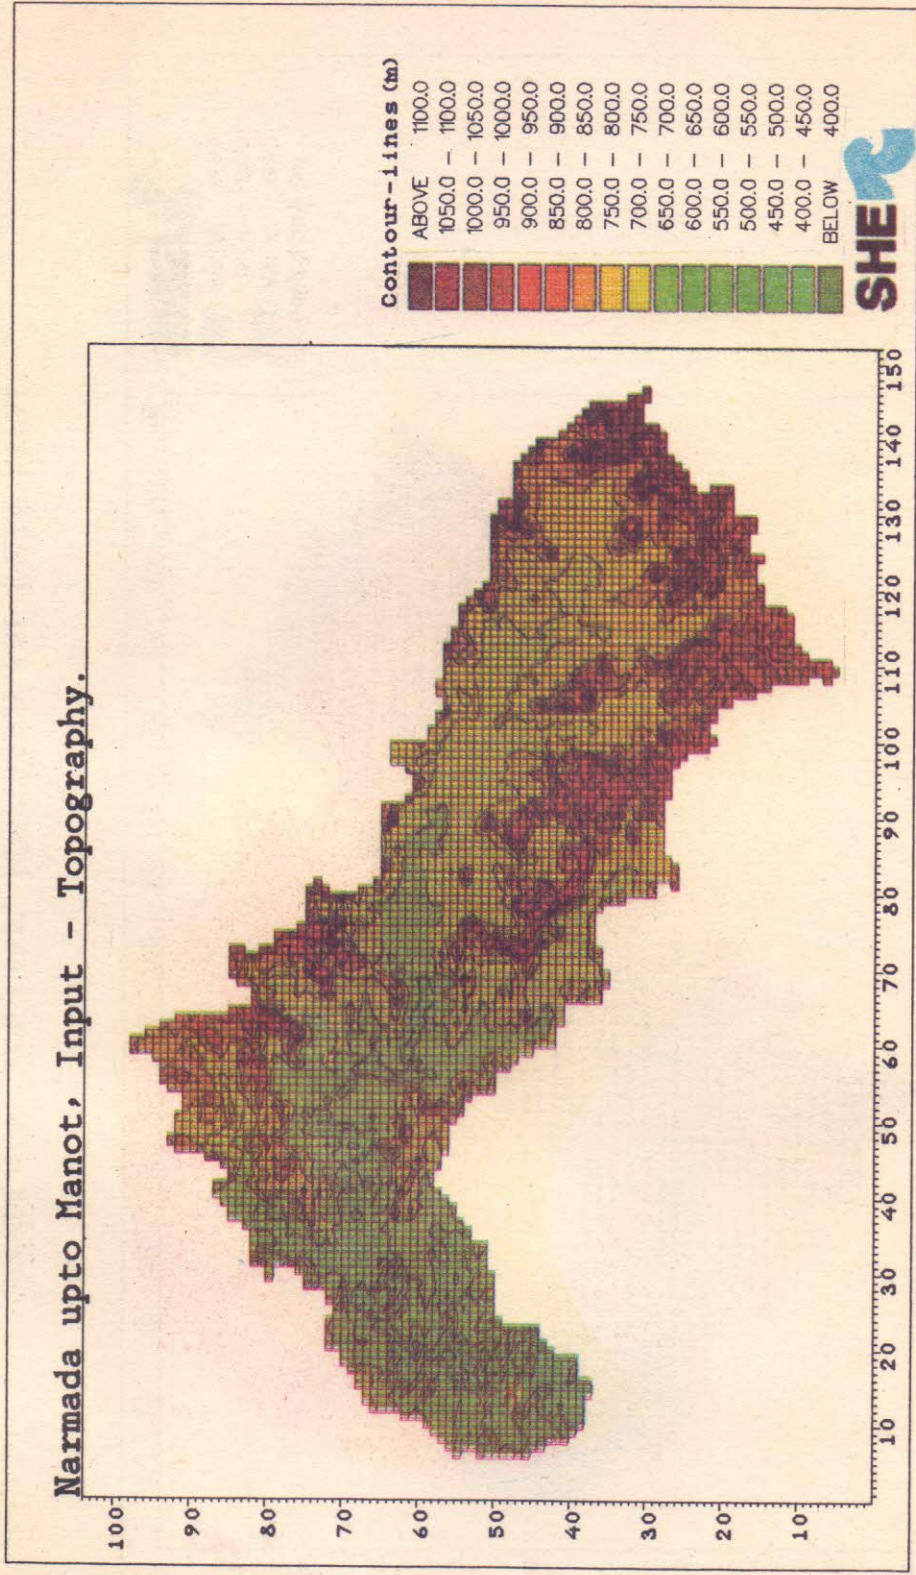 Narmada upto Manot, Input - Topography.
Contour-lines (m)
ABOVE 1100.0
1050.0 - 1100.0
1000.0 - 1050.0
950.0 - 1000.0
900.0 - 950.0
850.0 - 900.0
800.0 - 850.0
750.0 - 800.0
700.0 - 750.0
650.0 - 700.0
600.0 - 650.0
550.0 - 600.0
500.0 - 550.0
450.0 - 500.0
400.0 - 450.0
BELOW 400.0
SHE
100
90
80
70
60
50
40
30
20
10
10 20 30 40 50 60 70 80 90 100 110 120 130 140 150